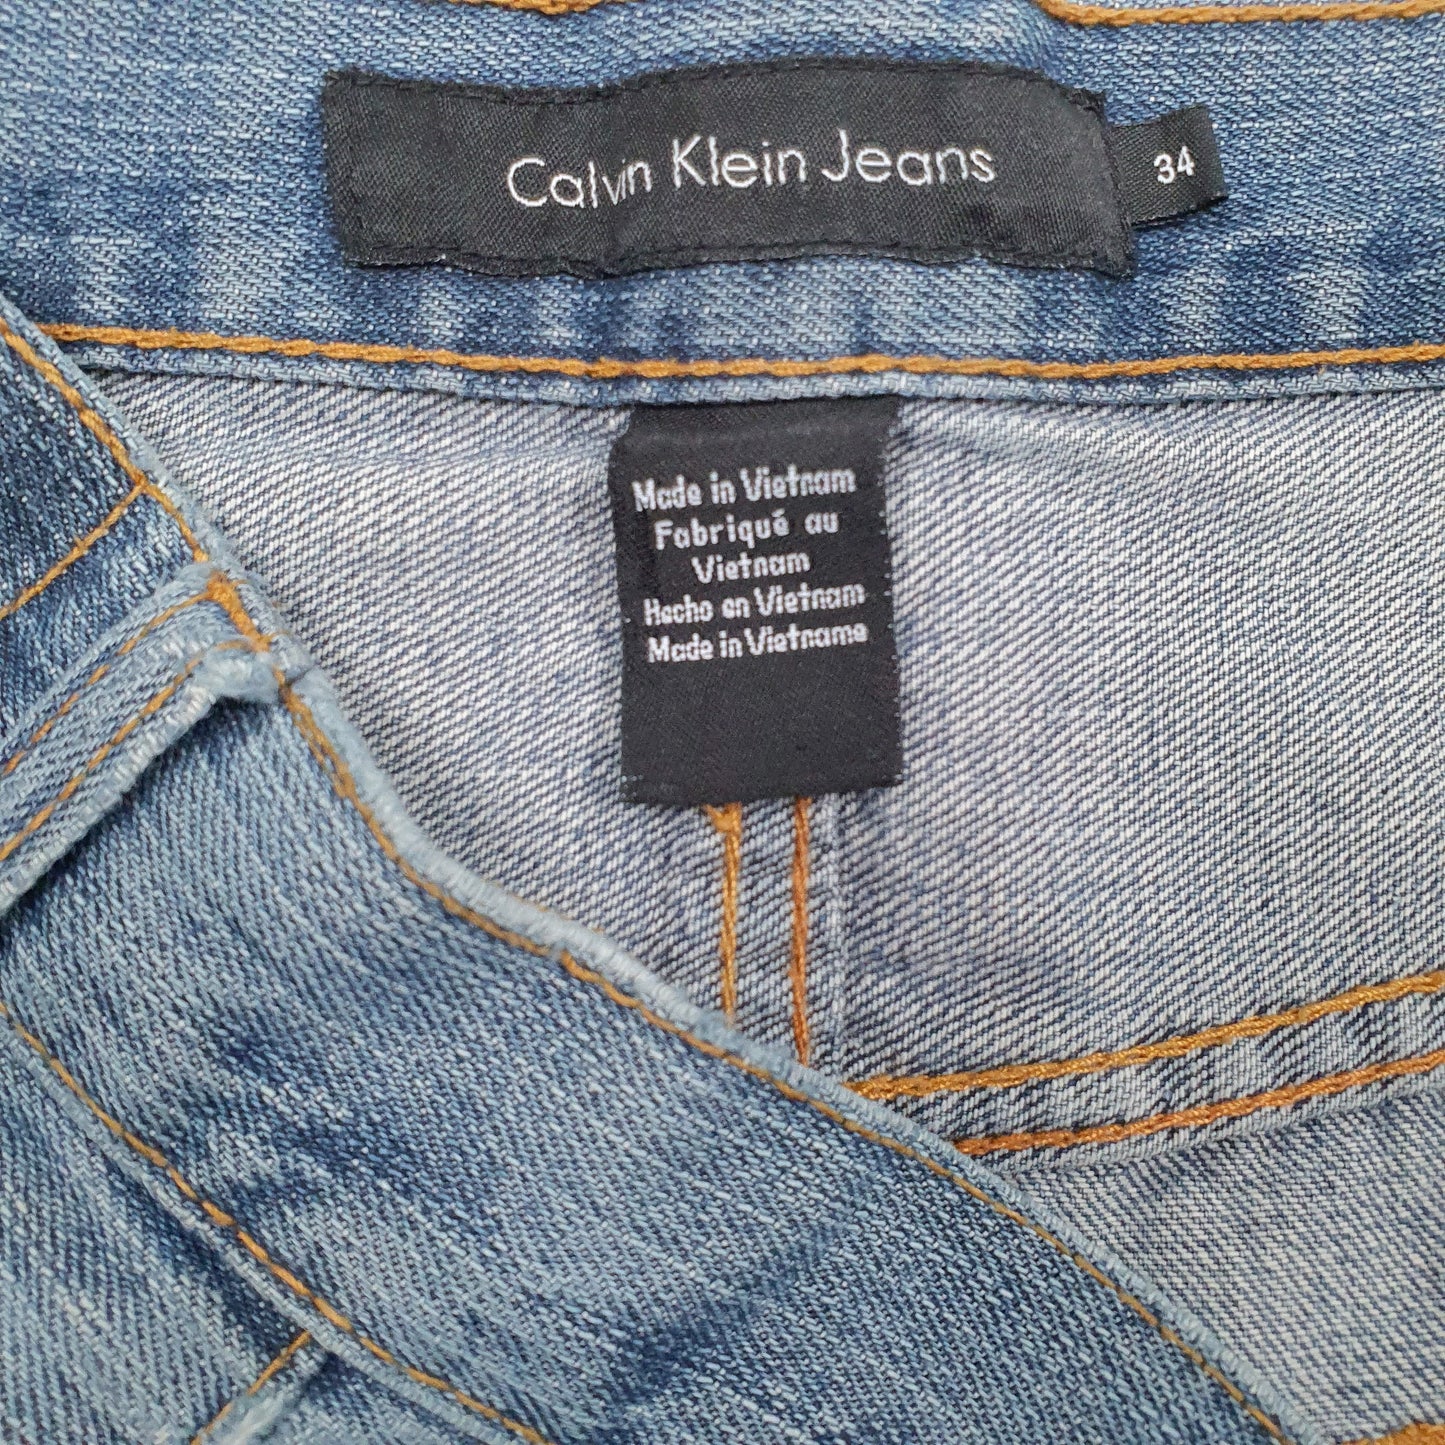 Calvin Klein Jeans
34
Made in Vietnam
Fabriqué au
Vietnam
Hecho en Vietnam
Made in Vietname